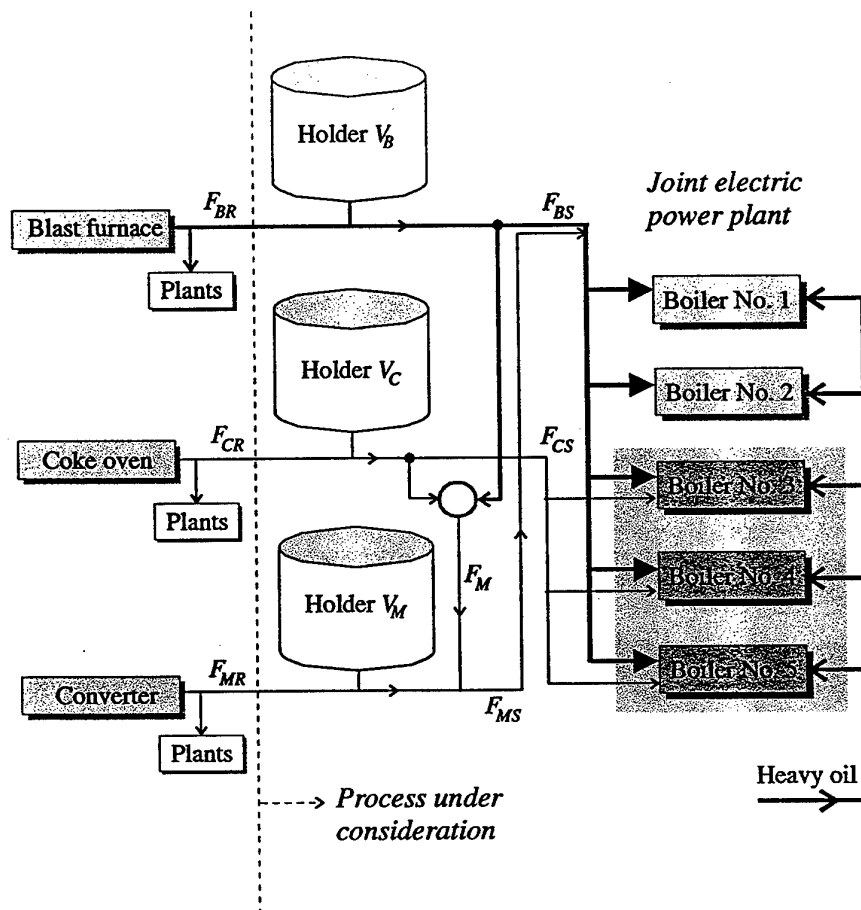 Holder V_B
Joint electric
power plant
F_BR
F_BS
Blast furnace
Plants
Boiler No. 1
Holder V_C
Boiler No. 2
F_CR
F_CS
Coke oven
Boiler No. 3
Plants
F_M
Boiler No. 4
Holder V_M
F_MR
Boiler No. 5
Converter
F_MS
Plants
Heavy oil
Process under
consideration